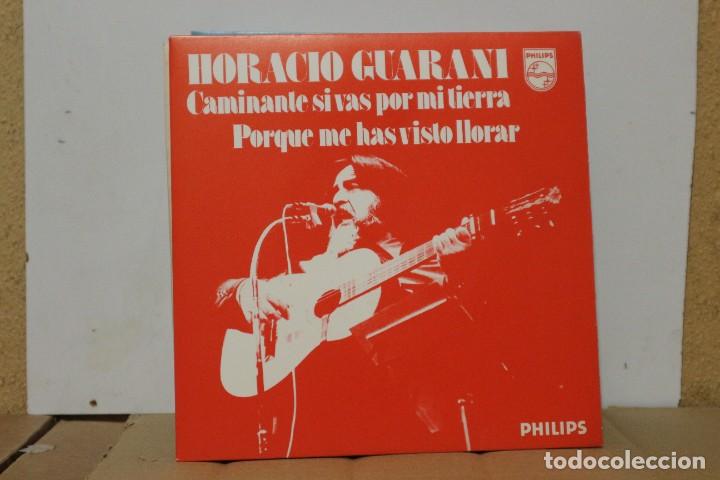 HORACIO GUARANI
PHILIPS
Caminante si vas por mi tierra
Porque me has visto llorar
PHILIPS
todocoleccion